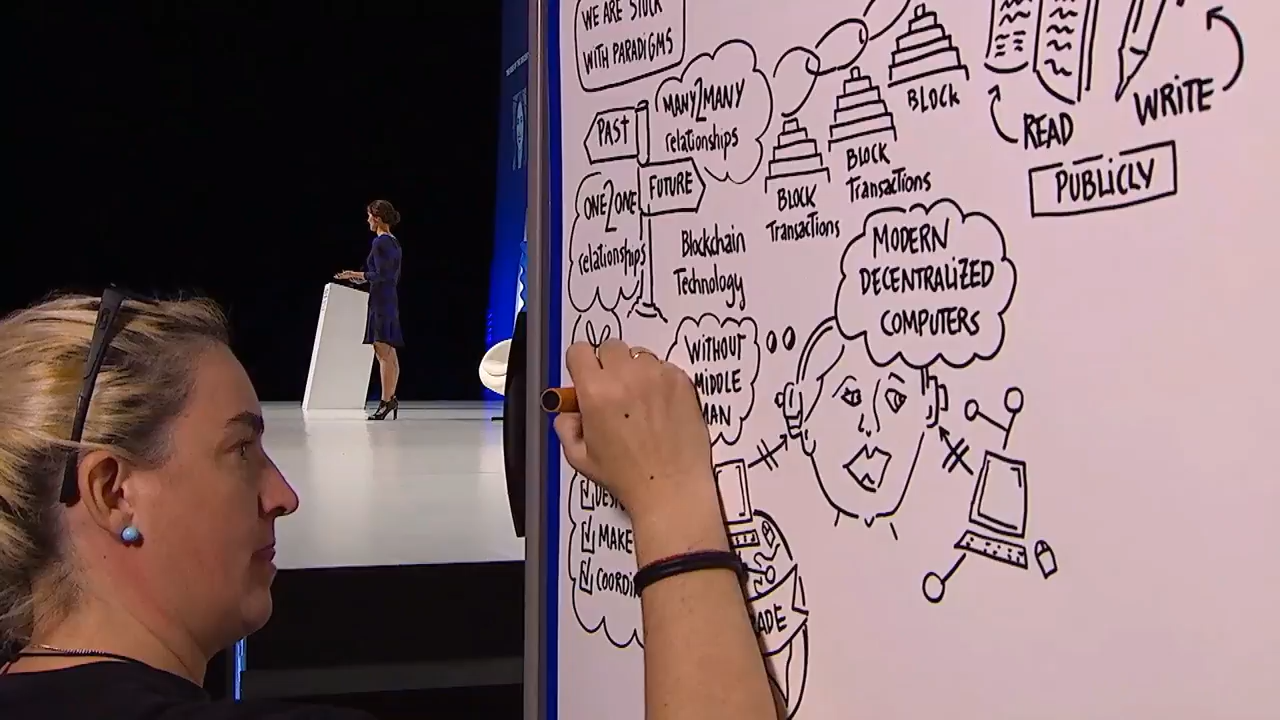 WE ARE STUCK
WITH PARADIGMS
MANY2MANY
relationships
PAST
FUTURE
ONE2ONE
relationships
Blockchain
Technology
BLOCK
Transactions
BLOCK
Transactions
BLOCK
READ
WRITE
PUBLICLY
MODERN
DECENTRALIZED
COMPUTERS
WITHOUT
MIDDLE
MAN
MAKE